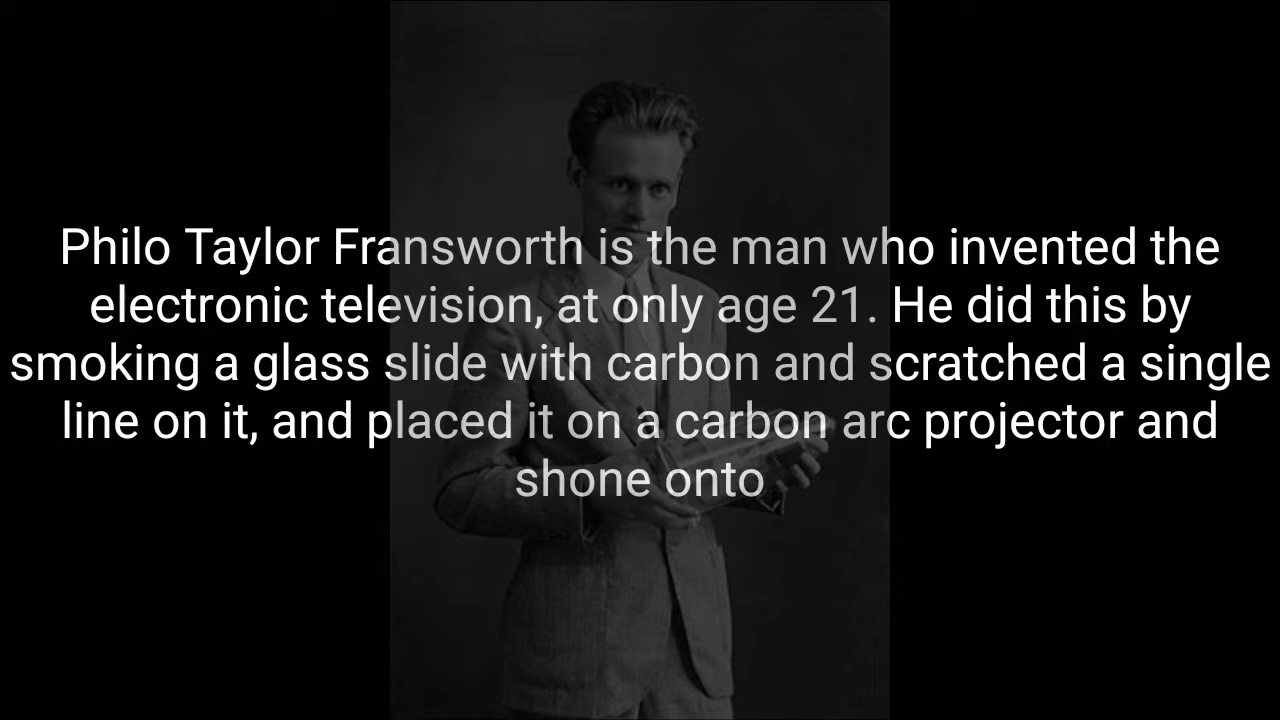 Philo Taylor Fransworth is the man who invented the
electronic television, at only age 21. He did this by
smoking a glass slide with carbon and scratched a single
line on it, and placed it on a carbon arc projector and
shone onto